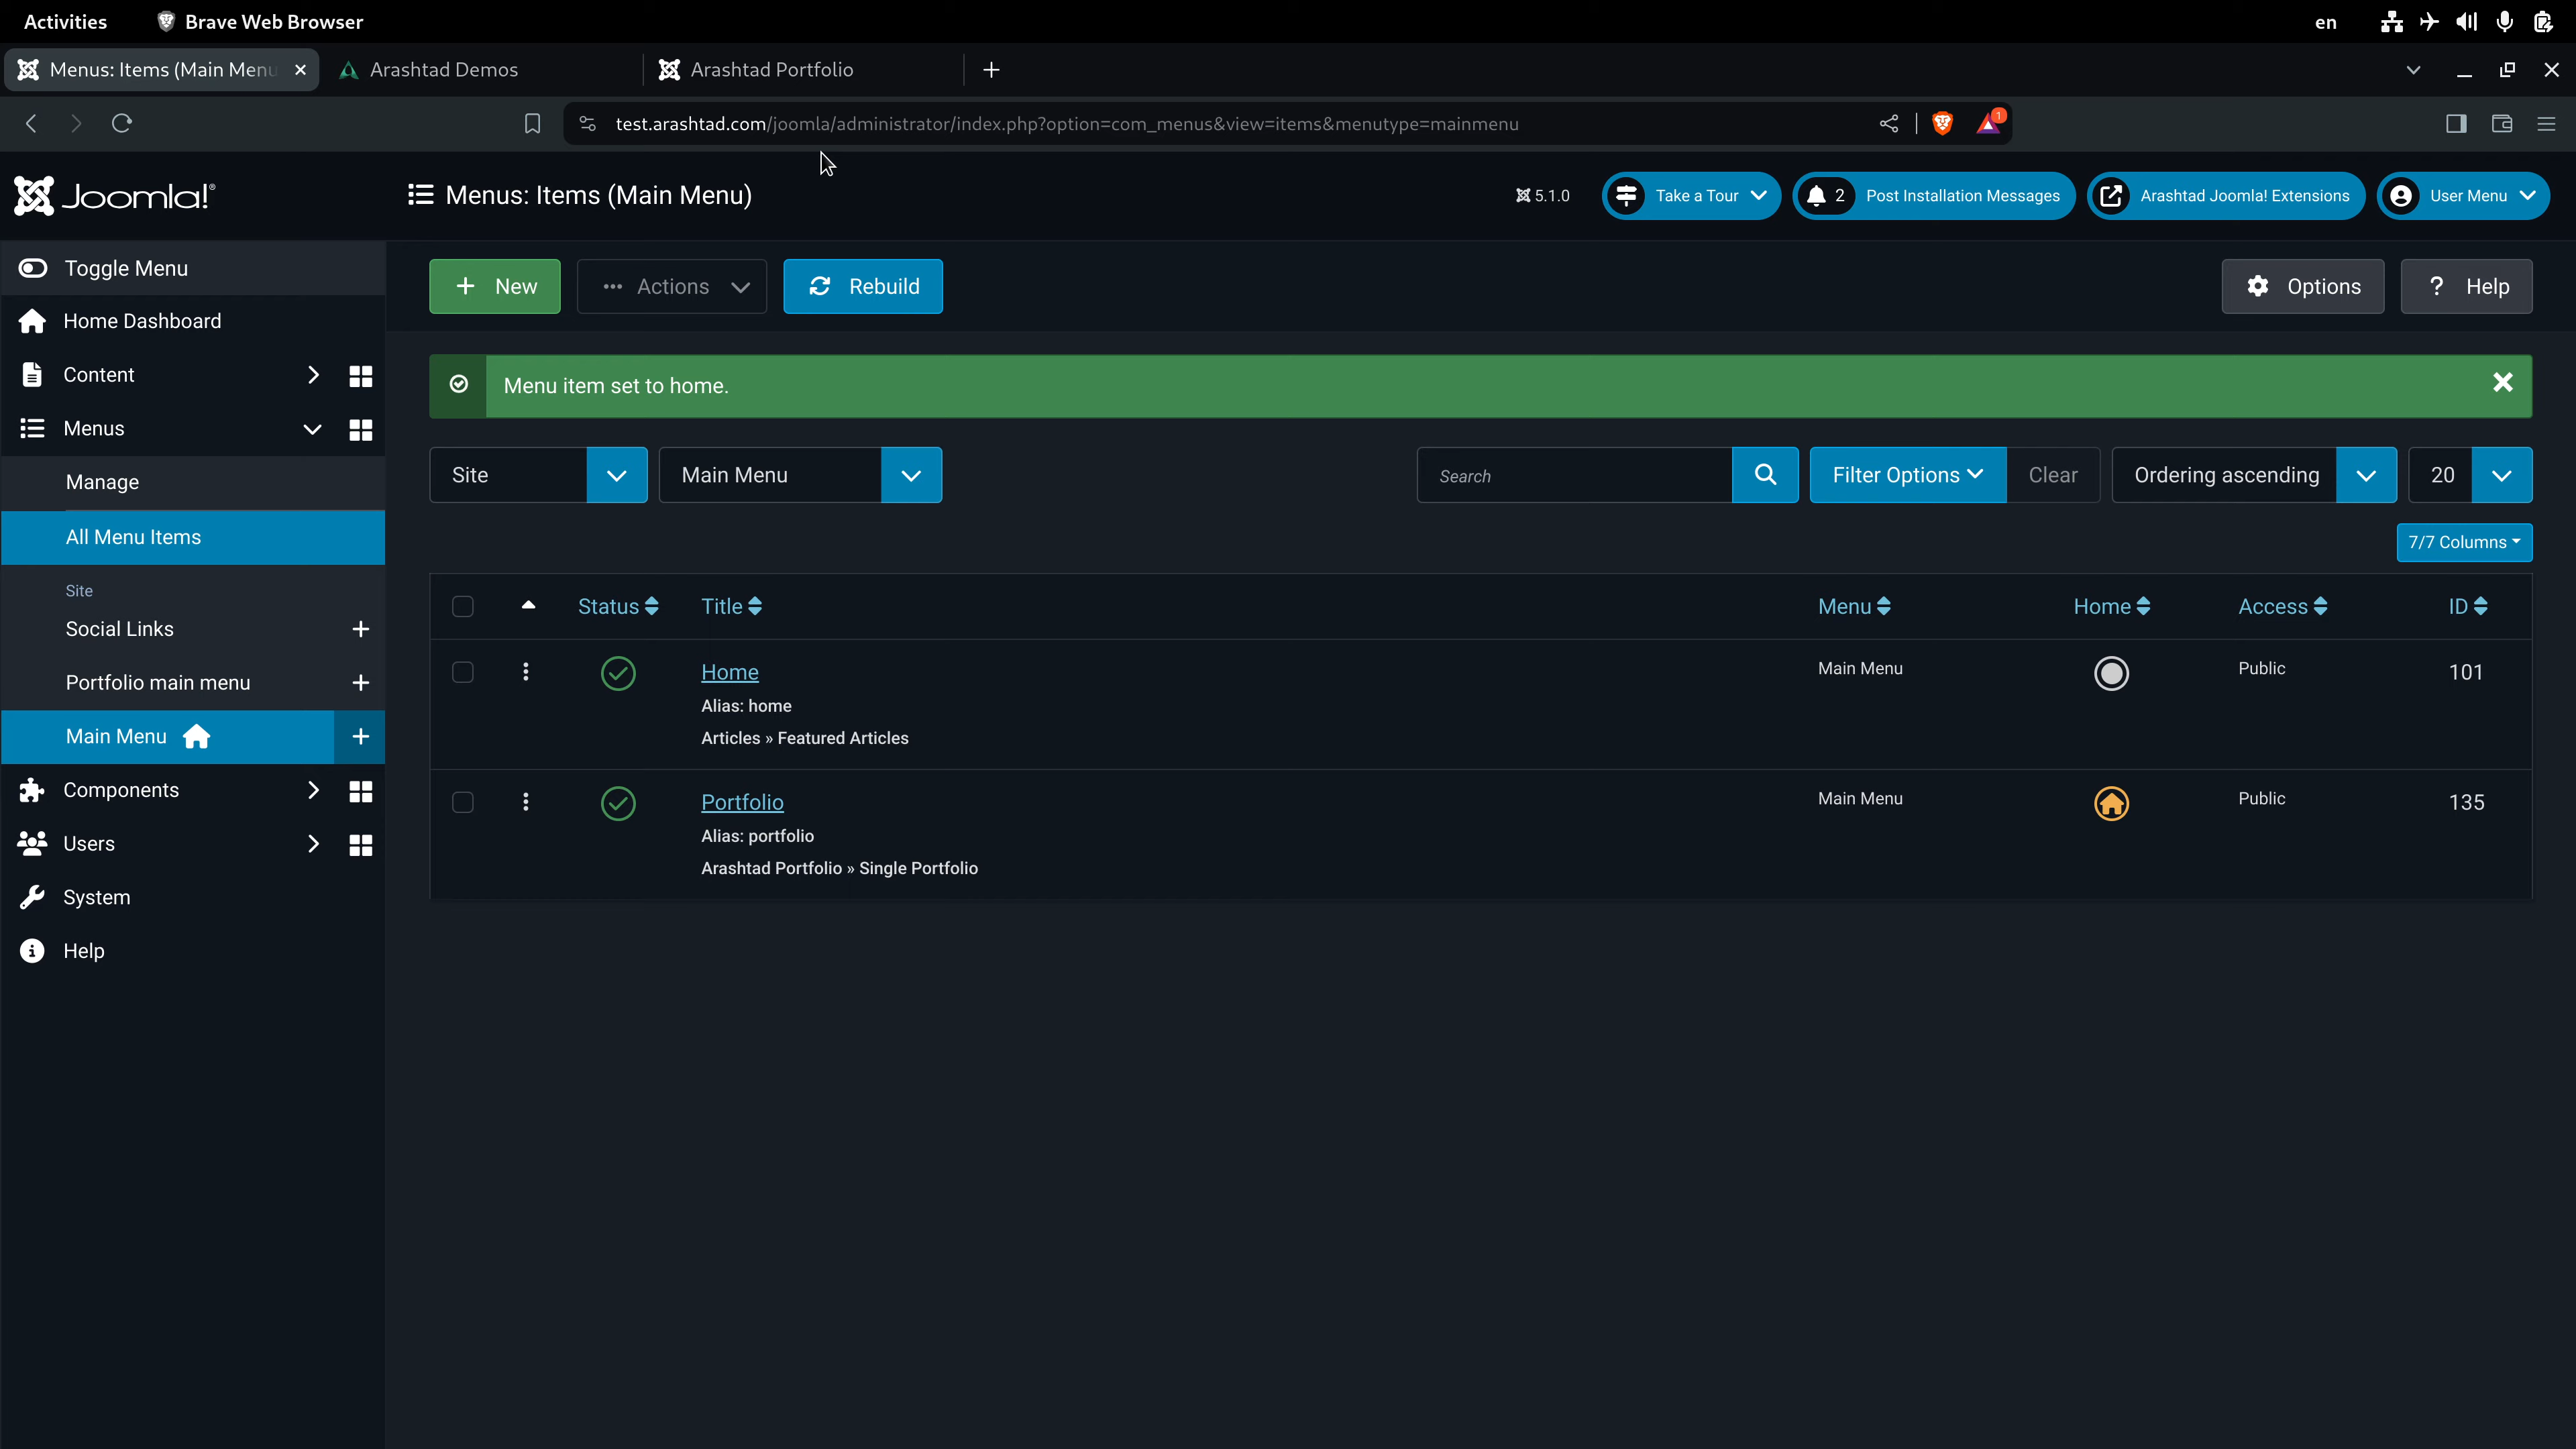 Activities Brave Web Browser en
Menus: Items (Main Menu Arashtad Demos Arashtad Portfolio
test.arashtad.com/joomla/administrator/index.php?option=com_menus&view=items&menutype=mainmenu 1
Joomla!® Menus: Items (Main Menu) 5.1.0 Take a Tour 2 Post Installation Messages Arashtad Joomla! Extensions User Menu
Toggle Menu
New Actions Rebuild Options ? Help
Home Dashboard
Content
Menu item set to home.
Menus
Manage
Site Main Menu Search Filter Options Clear Ordering ascending 20
All Menu Items
7/7 Columns
Site
Status Title Menu Home Access ID
Social Links
Home Main Menu Public 101
Portfolio main menu
Alias: home
Main Menu
Articles » Featured Articles
Components
Portfolio Main Menu Public 135
Users
Alias: portfolio
Arashtad Portfolio » Single Portfolio
System
Help